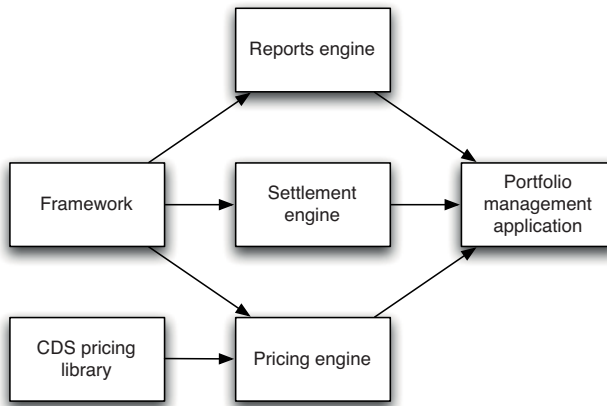 Reports engine
Framework
Settlement
engine
Portfolio
management
application
CDS pricing
library
Pricing engine